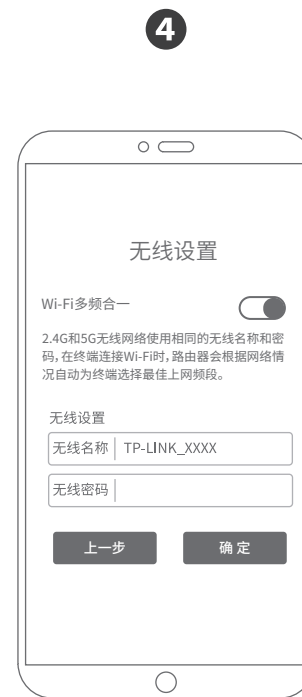 4
无线设置
Wi-Fi多频合一
2.4G和5G无线网络使用相同的无线名称和密
码，在终端连接Wi-Fi时，路由器会根据网络情
况自动为终端选择最佳上网频段。
无线设置
无线名称 TP-LINK_XXXX
无线密码
上一步 确定